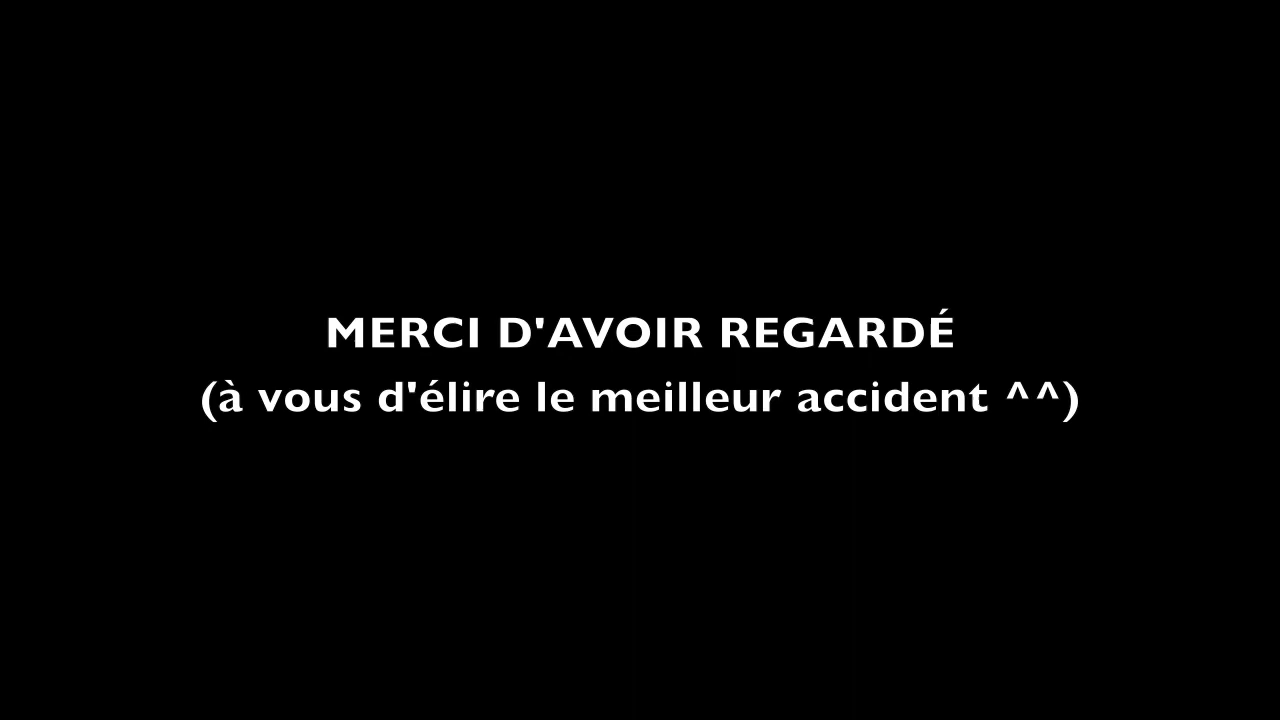 MERCI D'AVOIR REGARDÉ
(à vous d'élire le meilleur accident ^^)